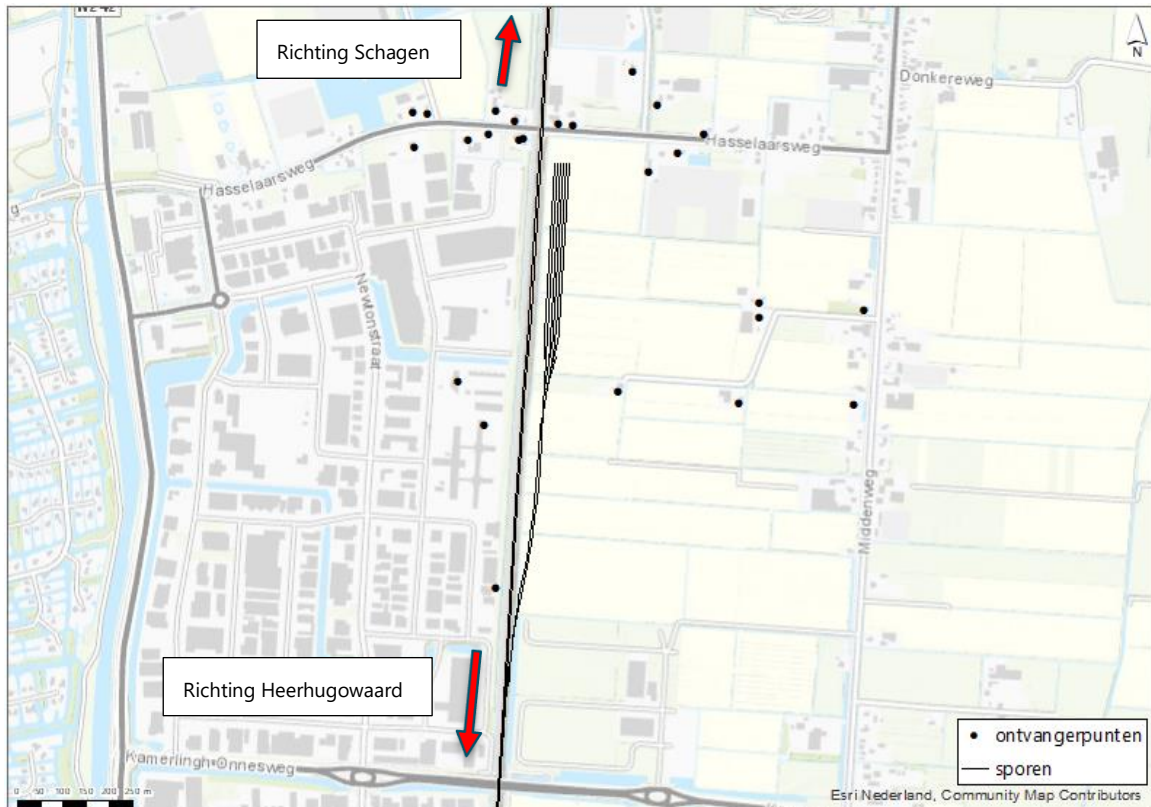 N242
Richting Schagen
N
Donkereweg
Hasselaarsweg
Hasselaarsweg
Newtonstraat
Middenweg
Richting Heerhugowaard
Kamerlingh Onnesweg
ontvangerpunten
sporen
0 50 100 150 200 250 m
Esri Nederland, Community Map Contributors